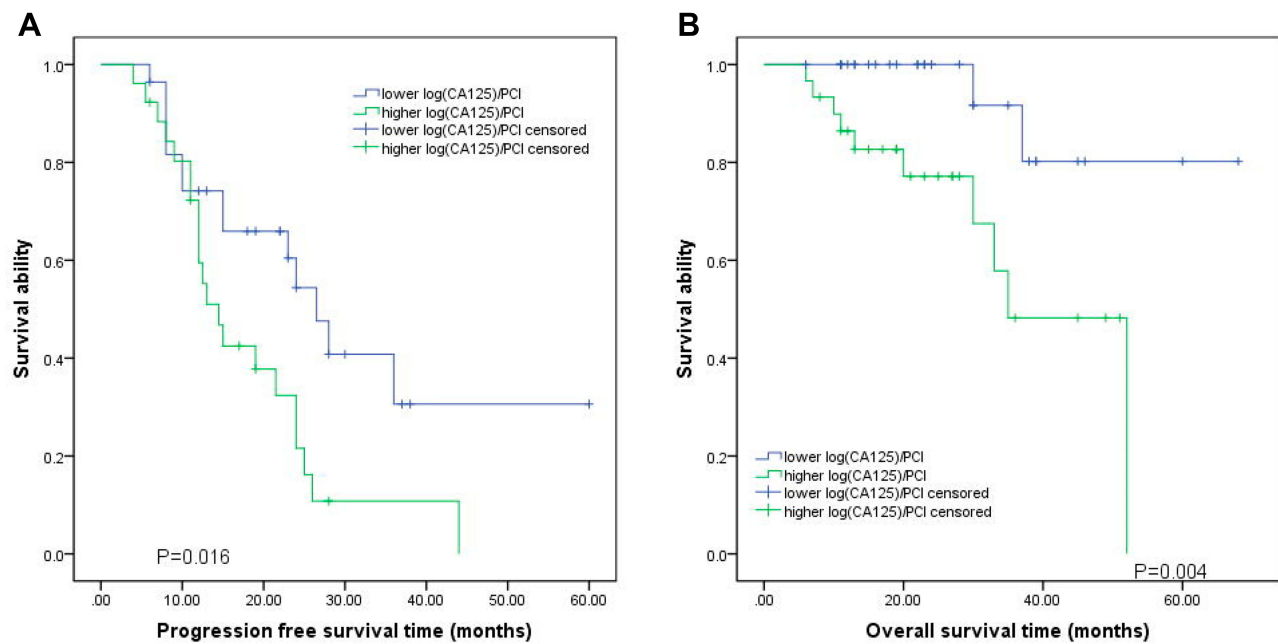 A
Survival ability
1.0
0.8
0.6
0.4
0.2
0.0
lower log(CA125)/PCI
higher log(CA125)/PCI
lower log(CA125)/PCI censored
higher log(CA125)/PCI censored
P=0.016
.00 10.00 20.00 30.00 40.00 50.00 60.00
Progression free survival time (months)
B
Survival ability
1.0
0.8
0.6
0.4
0.2
0.0
lower log(CA125)/PCI
higher log(CA125)/PCI
lower log(CA125)/PCI censored
higher log(CA125)/PCI censored
P=0.004
.00 20.00 40.00 60.00
Overall survival time (months)